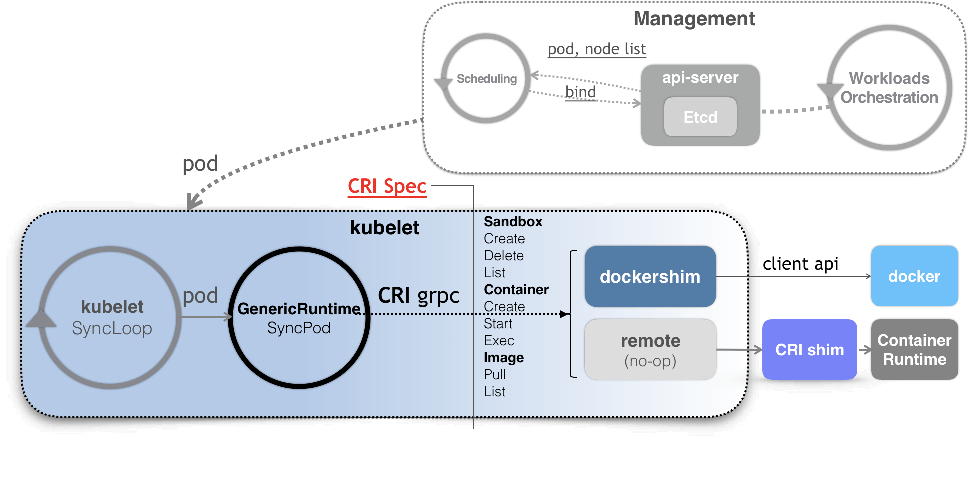 Management
pod, node list
Scheduling
bind
api-server
Etcd
Workloads
Orchestration
pod
CRI Spec
kubelet
kubelet
SyncLoop
pod
GenericRuntime
SyncPod
CRI grpc
Sandbox
Create
Delete
List
Container
Create
Start
Exec
Image
Pull
List
dockershim
client api
docker
remote
(no-op)
CRI shim
Container
Runtime